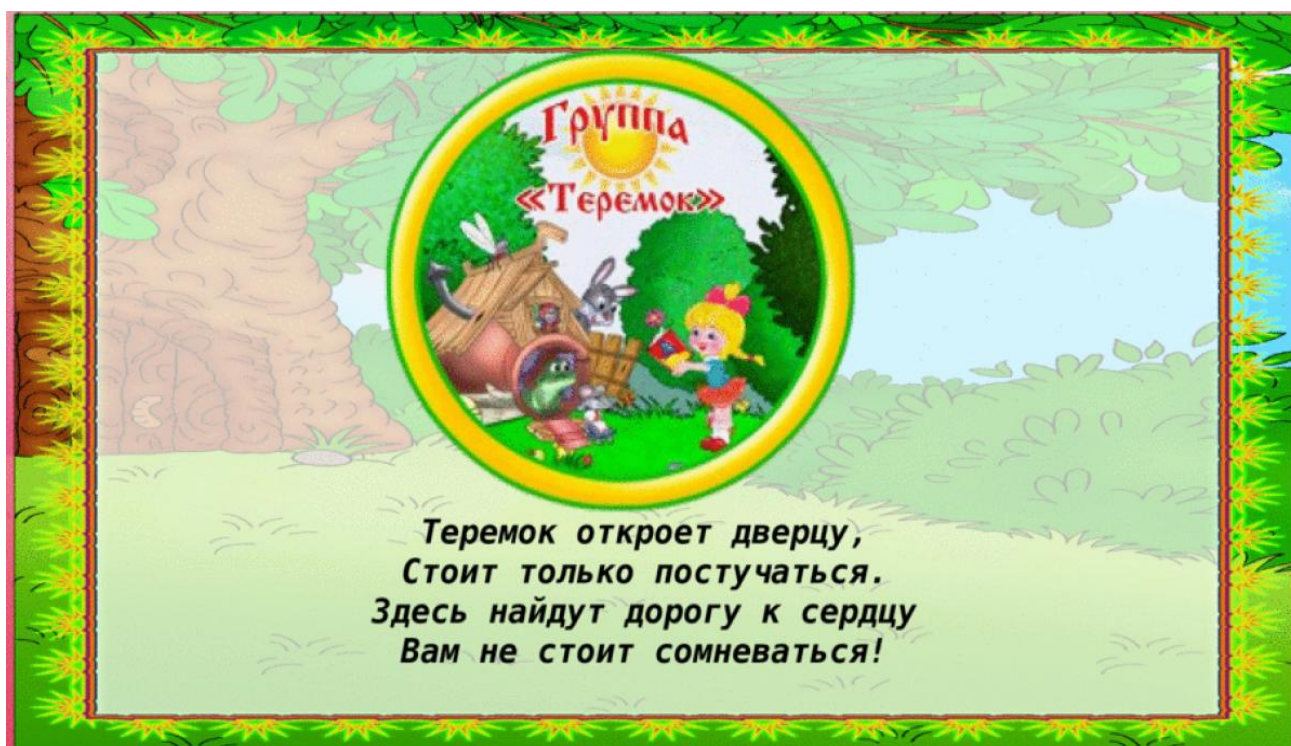 Группа
«Теремок»
Теремок откроет дверцу,
Стоит только постучаться.
Здесь найдут дорогу к сердцу
Вам не стоит сомневаться!